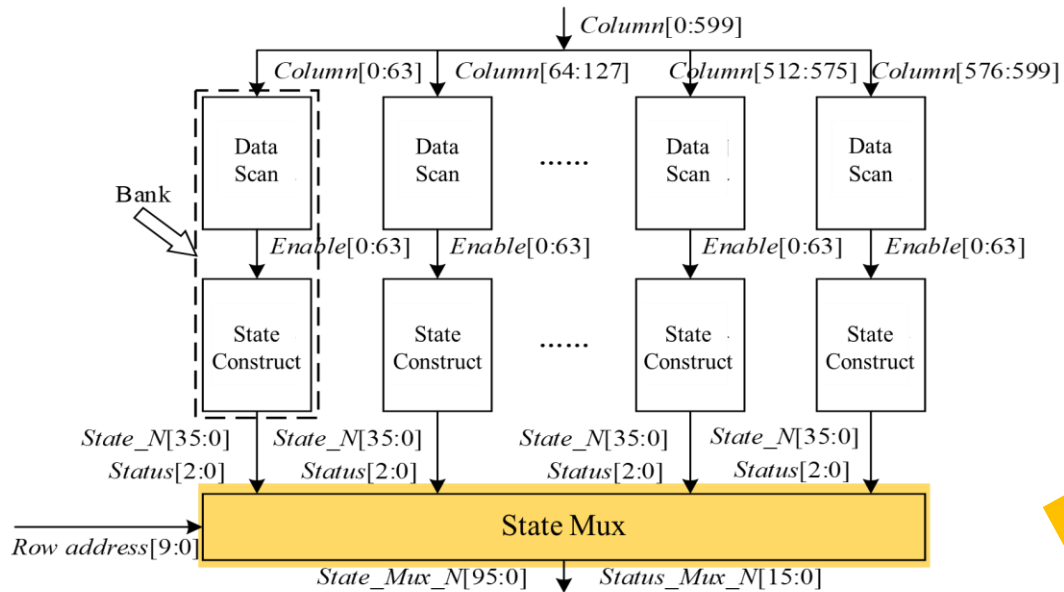 Column[0:599]
Column[0:63] Column[64:127] Column[512:575] Column[576:599]
Data Scan Data Scan ...... Data Scan Data Scan
Bank
Enable[0:63] Enable[0:63] Enable[0:63] Enable[0:63]
State Construct State Construct ...... State Construct State Construct
State_N[35:0] State_N[35:0] State_N[35:0] State_N[35:0]
Status[2:0] Status[2:0] Status[2:0] Status[2:0]
State Mux
Row address[9:0]
State_Mux_N[95:0] Status_Mux_N[15:0]